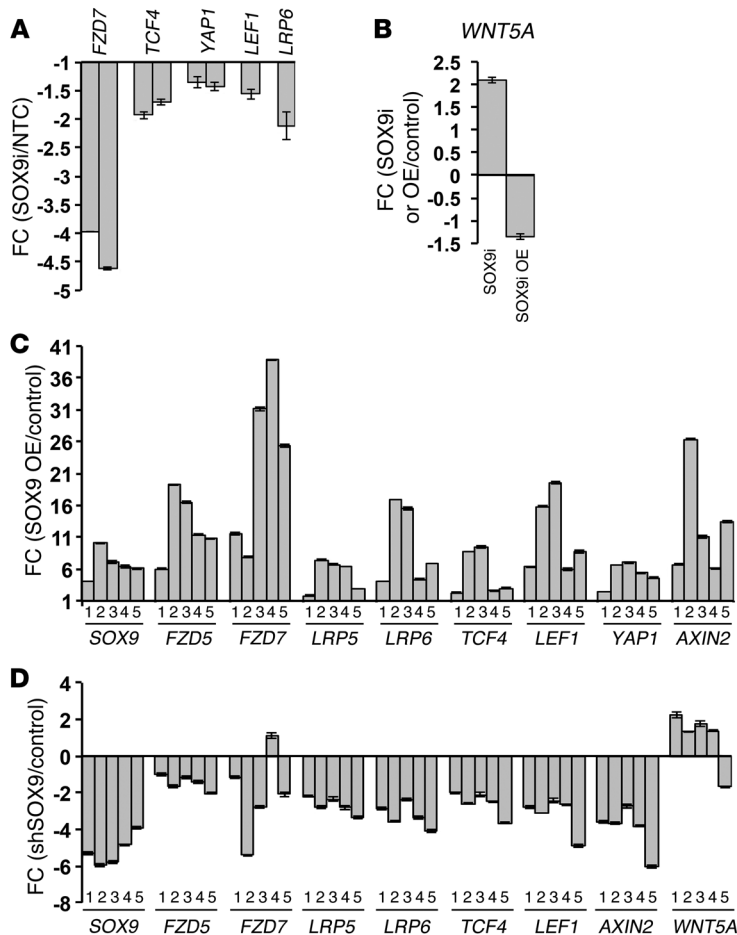 A
FZD7 TCF4 YAP1 LEF1 LRP6
-1
-1.5
-2
-2.5
-3
-3.5
-4
-4.5
-5
FC (SOX9i/NTC)
B
WNT5A
2.5
2
1.5
1
0.5
0
-0.5
-1
-1.5
FC (SOX9i
or OE/control)
SOX9i
SOX9i OE
C
41
36
31
26
21
16
11
6
1
FC (SOX9 OE/control)
1 2 3 4 5 1 2 3 4 5 1 2 3 4 5 1 2 3 4 5 1 2 3 4 5 1 2 3 4 5 1 2 3 4 5 1 2 3 4 5 1 2 3 4 5
SOX9 FZD5 FZD7 LRP5 LRP6 TCF4 LEF1 YAP1 AXIN2
D
4
2
0
-2
-4
-6
-8
FC (shSOX9/control)
1 2 3 4 5 1 2 3 4 5 1 2 3 4 5 1 2 3 4 5 1 2 3 4 5 1 2 3 4 5 1 2 3 4 5 1 2 3 4 5 1 2 3 4 5
SOX9 FZD5 FZD7 LRP5 LRP6 TCF4 LEF1 AXIN2 WNT5A